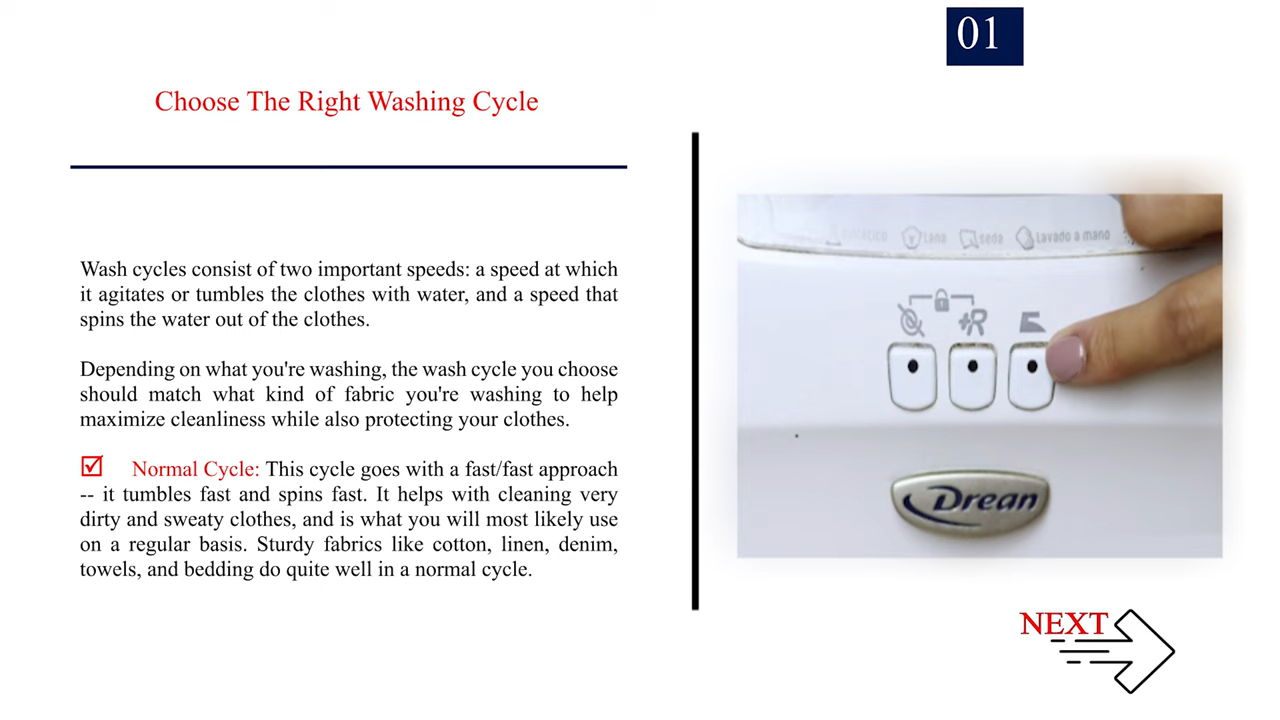 01
Choose The Right Washing Cycle
Wash cycles consist of two important speeds: a speed at which
it agitates or tumbles the clothes with water, and a speed that
spins the water out of the clothes.
Depending on what you're washing, the wash cycle you choose
should match what kind of fabric you're washing to help
maximize cleanliness while also protecting your clothes.
Normal Cycle: This cycle goes with a fast/fast approach
-- it tumbles fast and spins fast. It helps with cleaning very
dirty and sweaty clothes, and is what you will most likely use
on a regular basis. Sturdy fabrics like cotton, linen, denim,
towels, and bedding do quite well in a normal cycle.
lana seda lavado a mano
+R
Drean
NEXT